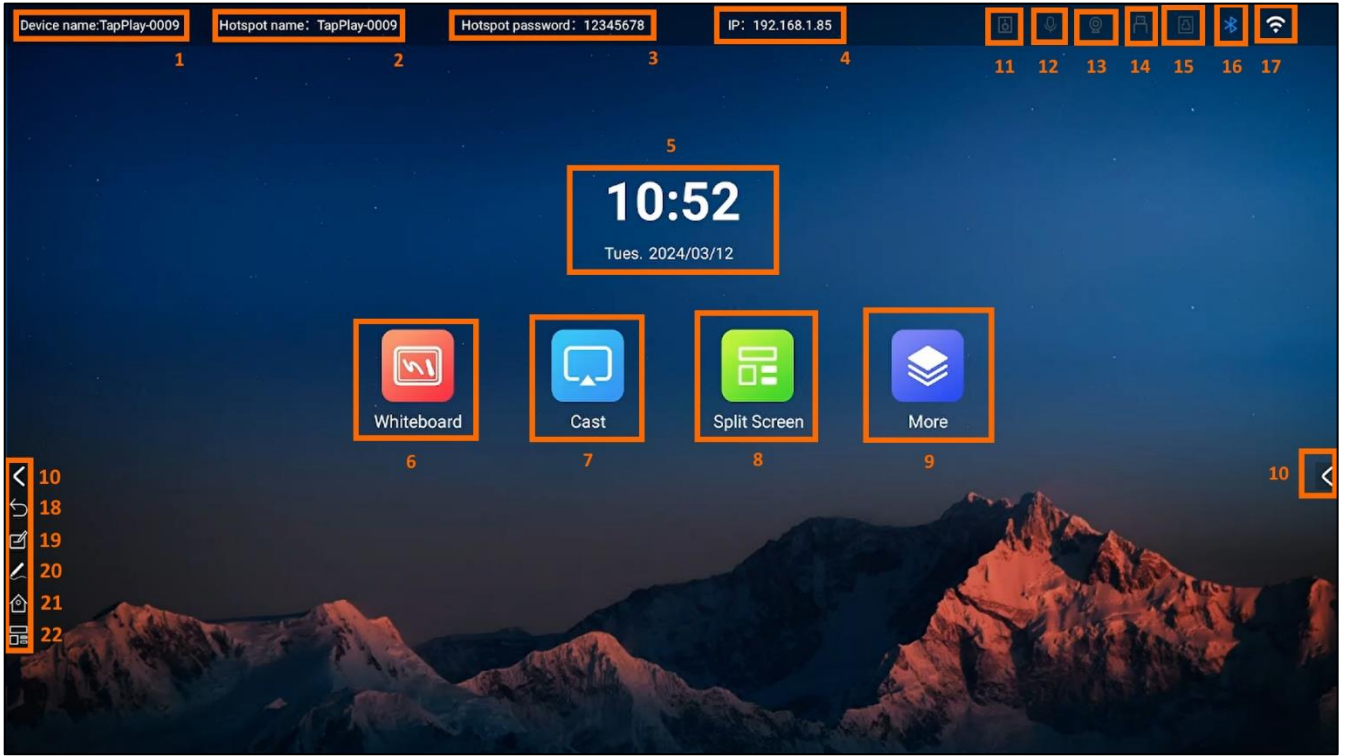 Device name:TapPlay-0009 Hotspot name: TapPlay-0009 Hotspot password: 12345678 IP: 192.168.1.85
1 2 3 4 11 12 13 14 15 16 17
5
10:52
Tues. 2024/03/12
Whiteboard Cast Split Screen More
6 7 8 9
10 10
18
19
20
21
22